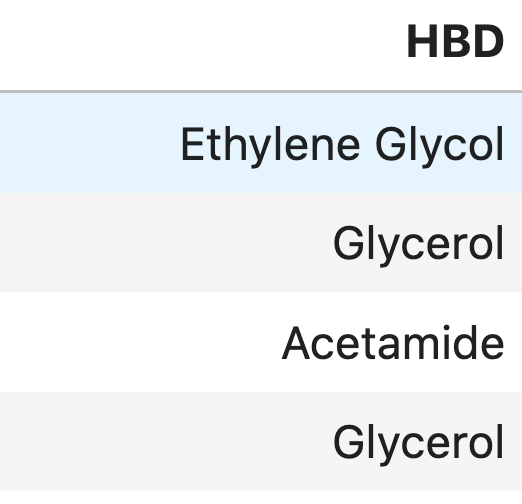 HBD
Ethylene Glycol
Glycerol
Acetamide
Glycerol